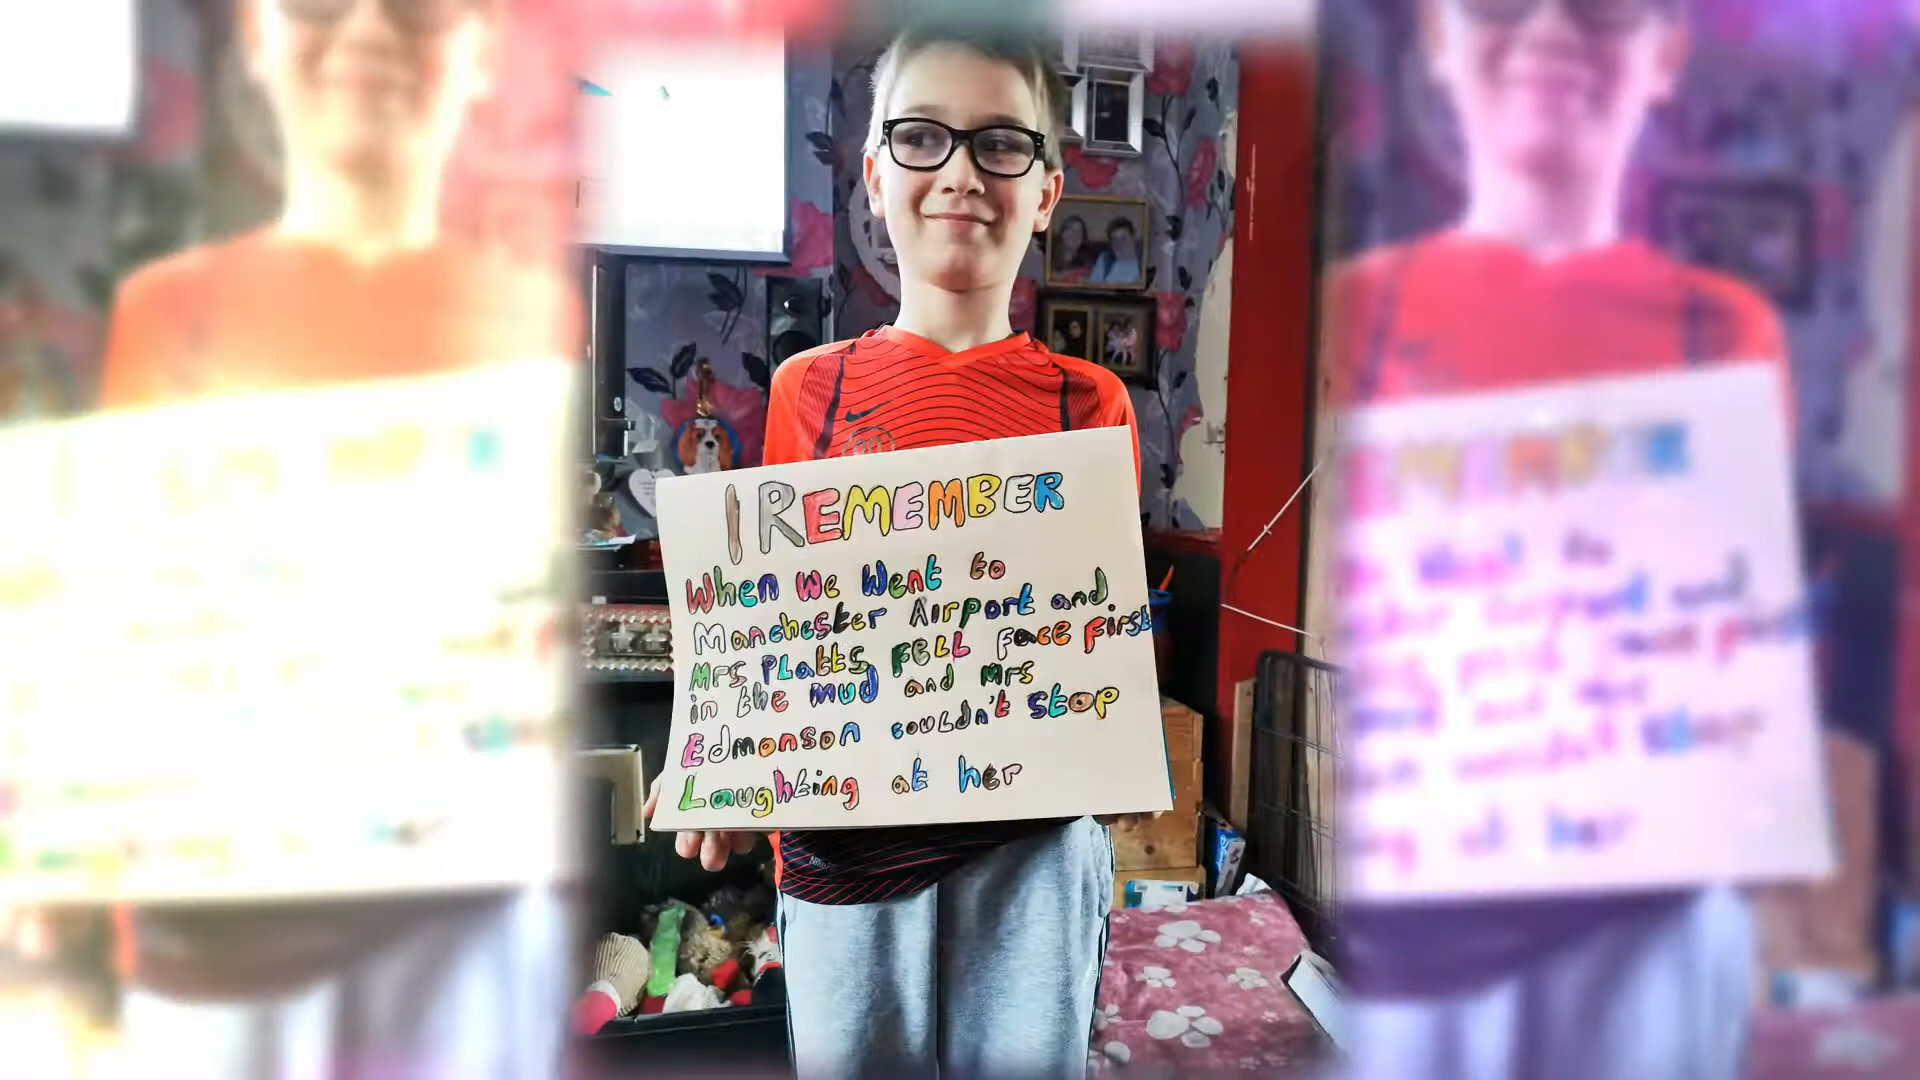 I REMEMBER
When We Went to
Manchester Airport and
Mrs PLatts FeLL Face First
in the mud and Mrs
Edmonson couldn't stop
Laughting at her